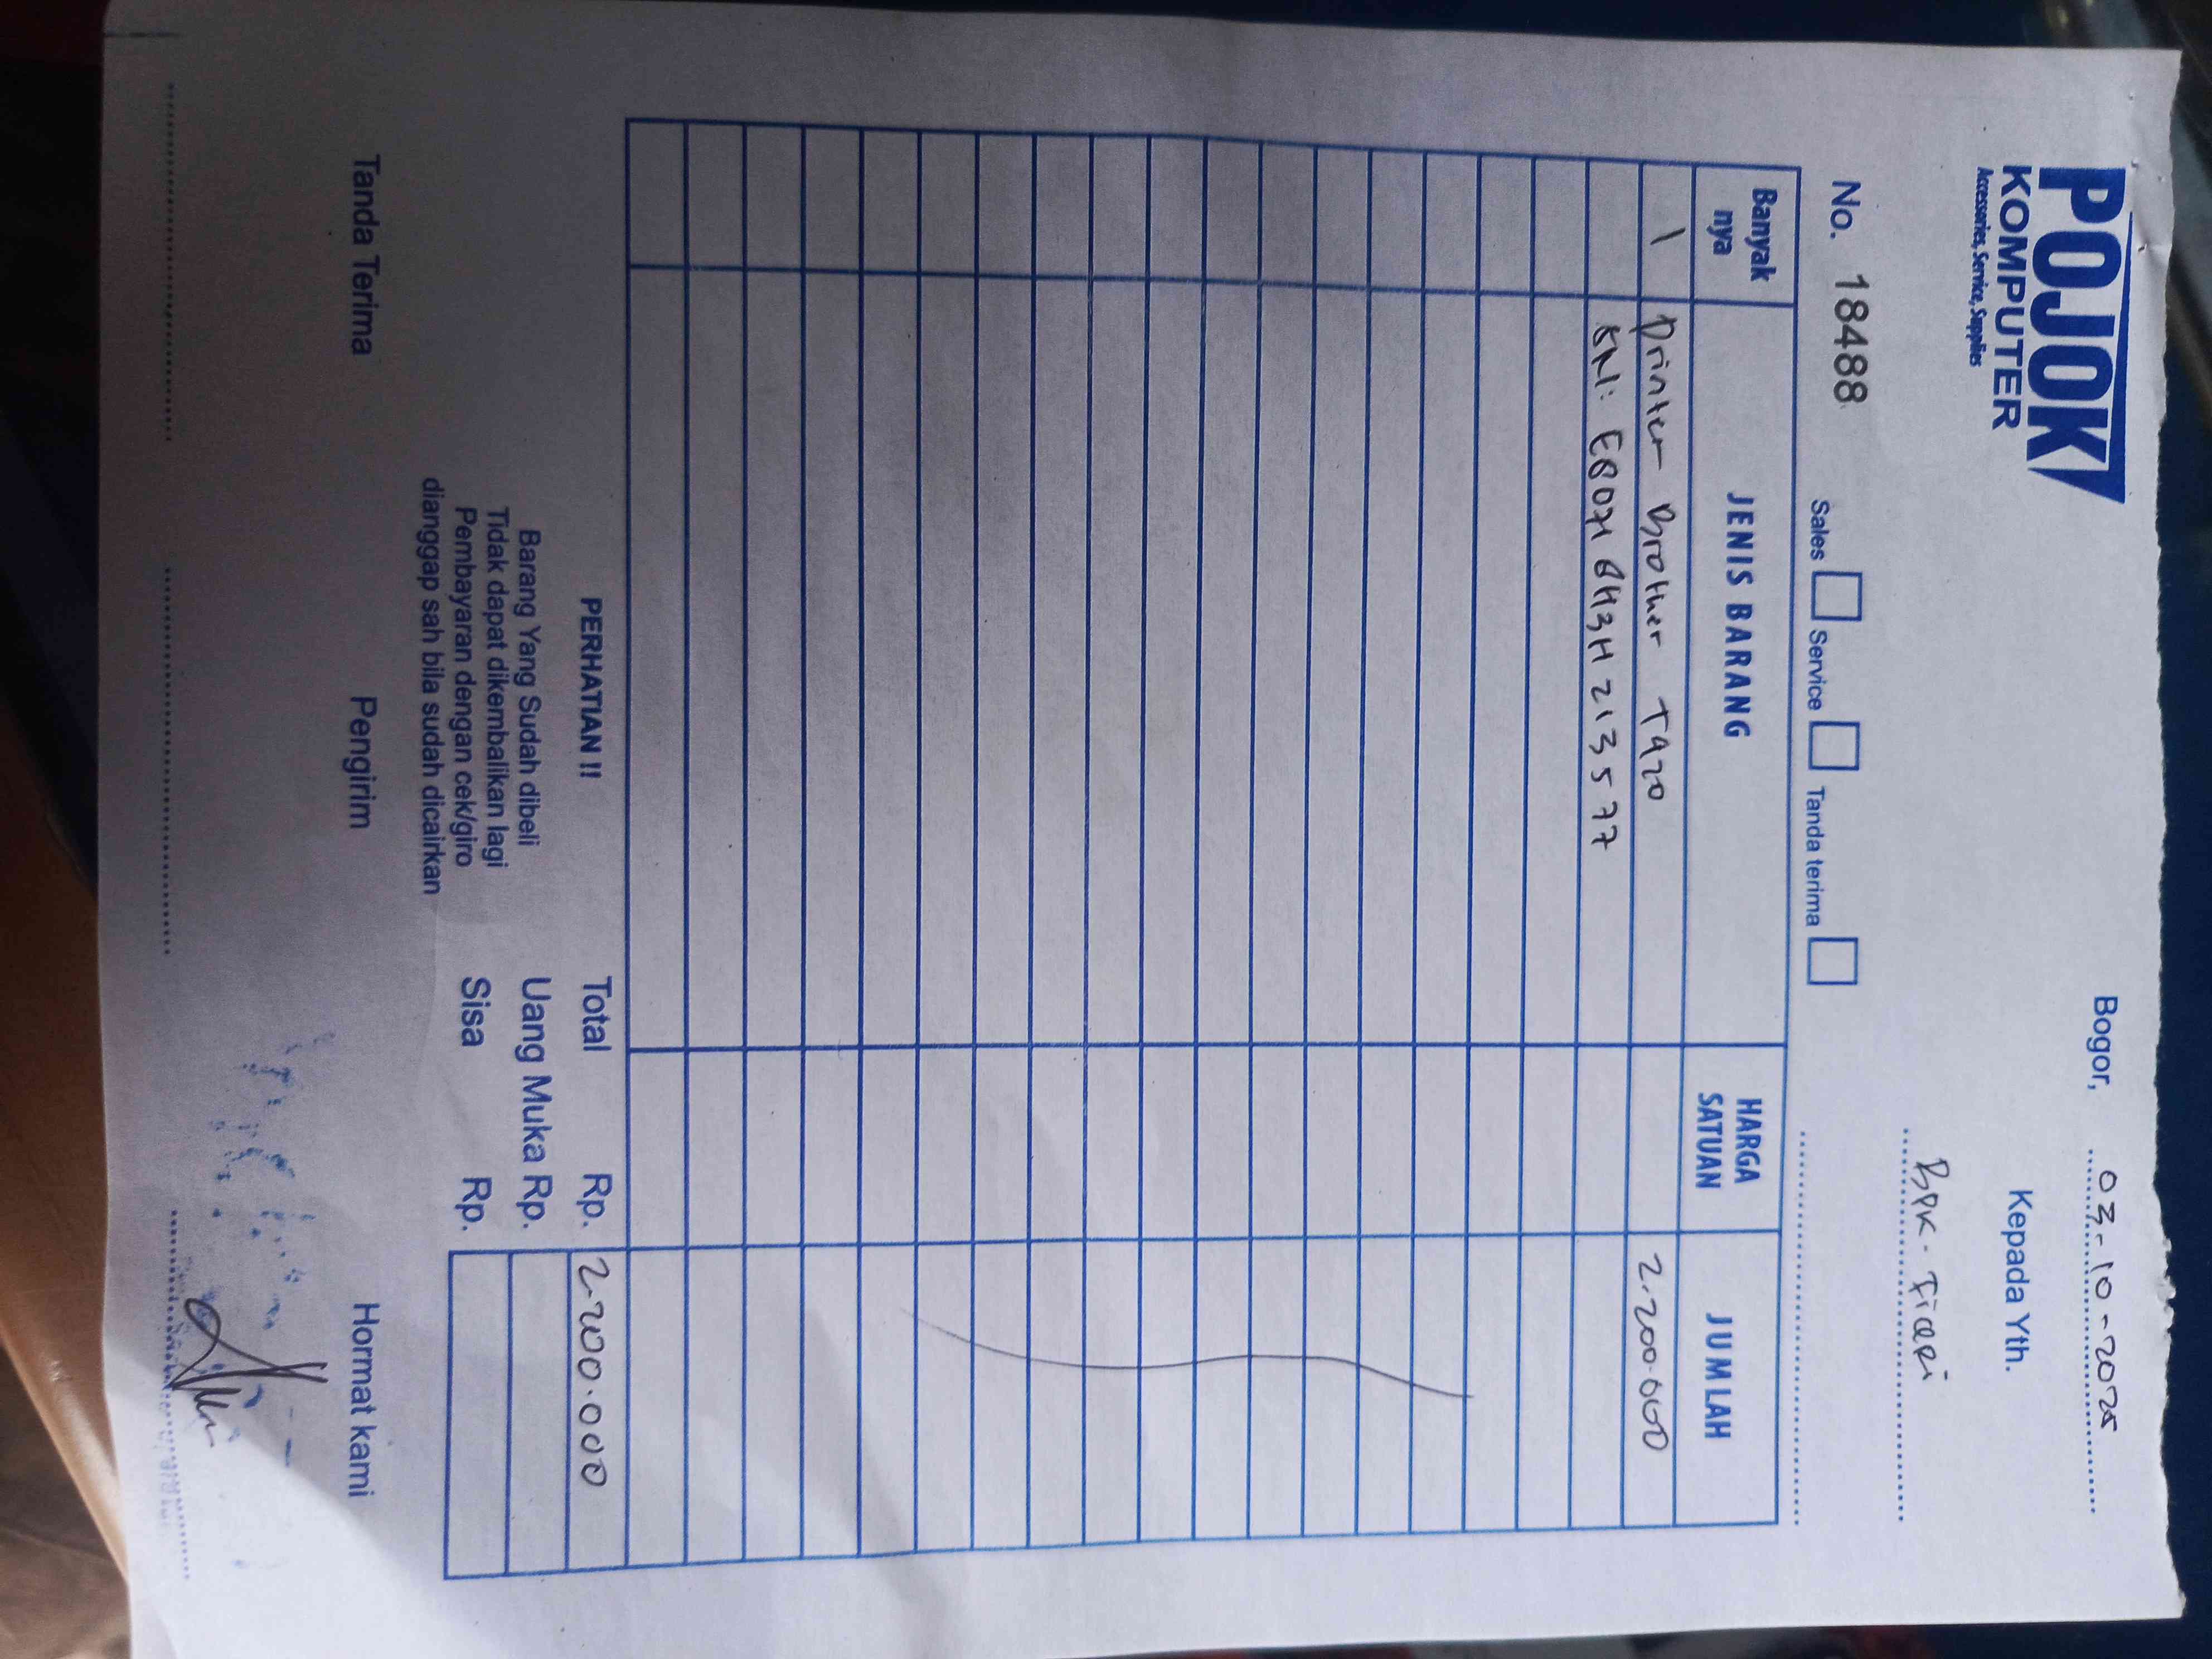 POJOK
KOMPUTER
Accessories, Service, Supplies
Bogor, 03-10-2025
Kepada Yth.
BPK. Ficqri
No. 18488
Sales Service Tanda terima
Banyak nya JENIS BARANG HARGA SATUAN JUMLAH
1 Printer Brother T420 2.200.000
2135577
PERHATIAN !!
Barang Yang Sudah dibeli
Tidak dapat dikembalikan lagi
Pembayaran dengan cek/giro
dianggap sah bila sudah dicairkan
Total Rp. 2.200.000
Uang Muka Rp.
Sisa Rp.
Tanda Terima Pengirim Hormat kami